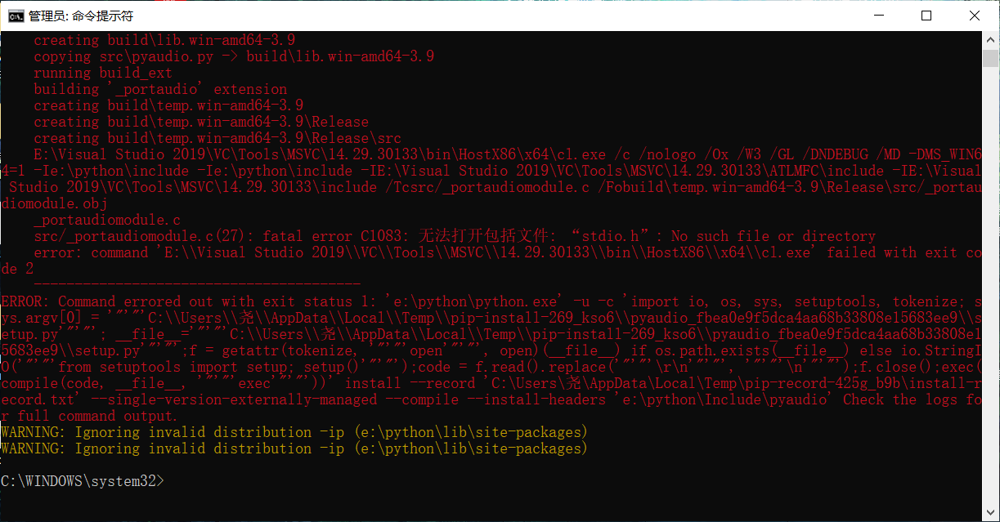 管理员: 命令提示符
creating build\lib.win-amd64-3.9
copying src\pyaudio.py -> build\lib.win-amd64-3.9
running build_ext
building '_portaudio' extension
creating build\temp.win-amd64-3.9
creating build\temp.win-amd64-3.9\Release
creating build\temp.win-amd64-3.9\Release\src
E:\Visual Studio 2019\VC\Tools\MSVC\14.29.30133\bin\HostX86\x64\cl.exe /c /nologo /Ox /W3 /GL /DNDEBUG /MD -DMS_WIN6
4=1 -Ie:\python\include -Ie:\python\include -IE:\Visual Studio 2019\VC\Tools\MSVC\14.29.30133\ATLMFC\include -IE:\Visual
Studio 2019\VC\Tools\MSVC\14.29.30133\include /Tcsrc/_portaudiomodule.c /Fobuild\temp.win-amd64-3.9\Release\src/_portau
diomodule.obj
_portaudiomodule.c
src/_portaudiomodule.c(27): fatal error C1083: 无法打开包括文件: “stdio.h”: No such file or directory
error: command 'E:\\Visual Studio 2019\\VC\\Tools\\MSVC\\14.29.30133\\bin\\HostX86\\x64\\cl.exe' failed with exit co
de 2
----------------------------------------
ERROR: Command errored out with exit status 1: 'e:\python\python.exe' -u -c 'import io, os, sys, setuptools, tokenize; s
ys.argv[0] = '"'"'C:\\Users\\尧\\AppData\\Local\\Temp\\pip-install-269_kso6\\pyaudio_fbea0e9f5dca4aa68b33808e15683ee9\\s
etup.py'"'"'; __file__='"'"'C:\\Users\\尧\\AppData\\Local\\Temp\\pip-install-269_kso6\\pyaudio_fbea0e9f5dca4aa68b33808e1
5683ee9\\setup.py'"'"';f = getattr(tokenize, '"'"'open'"'"', open)(__file__) if os.path.exists(__file__) else io.StringI
O('"'"'from setuptools import setup; setup()'"'"');code = f.read().replace('"'"'\r\n'"'"', '"'"'\n'"'"');f.close();exec(
compile(code, __file__, '"'"'exec'"'"'))' install --record 'C:\Users\尧\AppData\Local\Temp\pip-record-425g_b9b\install-r
ecord.txt' --single-version-externally-managed --compile --install-headers 'e:\python\Include\pyaudio' Check the logs fo
r full command output.
WARNING: Ignoring invalid distribution -ip (e:\python\lib\site-packages)
WARNING: Ignoring invalid distribution -ip (e:\python\lib\site-packages)
C:\WINDOWS\system32>